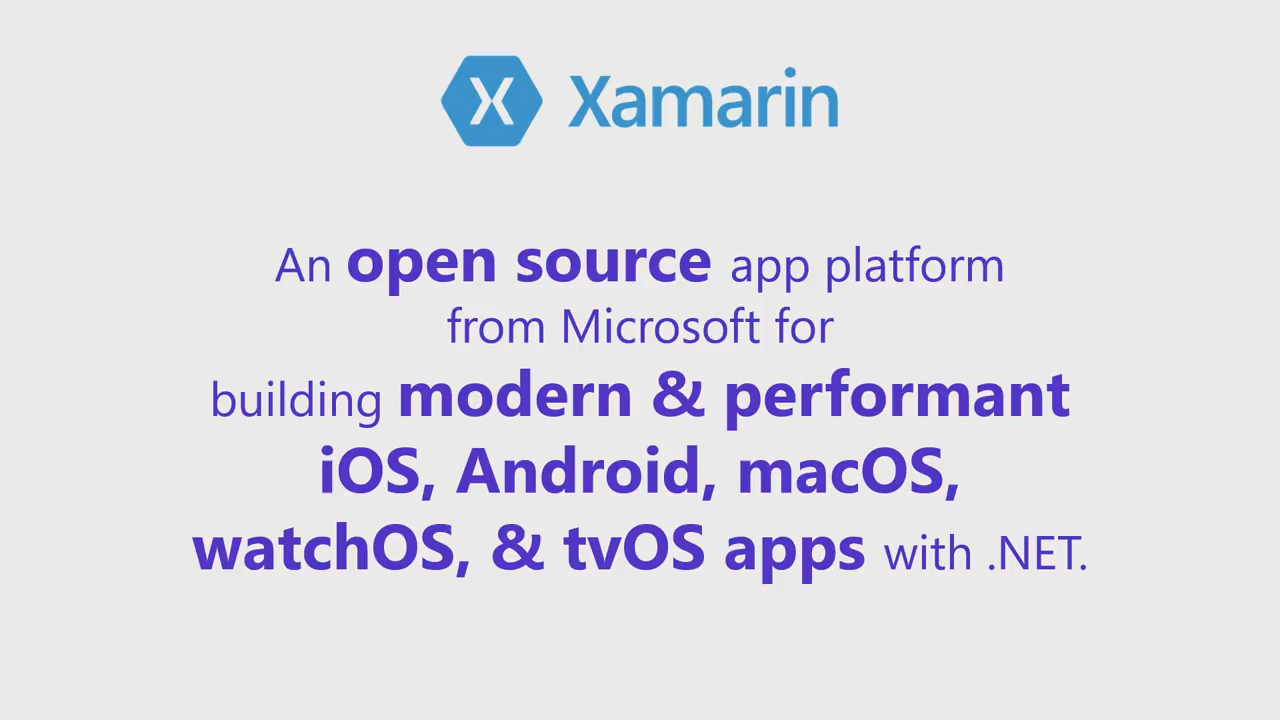 X Xamarin
An open source app platform
from Microsoft for
building modern & performant
iOS, Android, macOS,
watchOS, & tvOS apps with .NET.